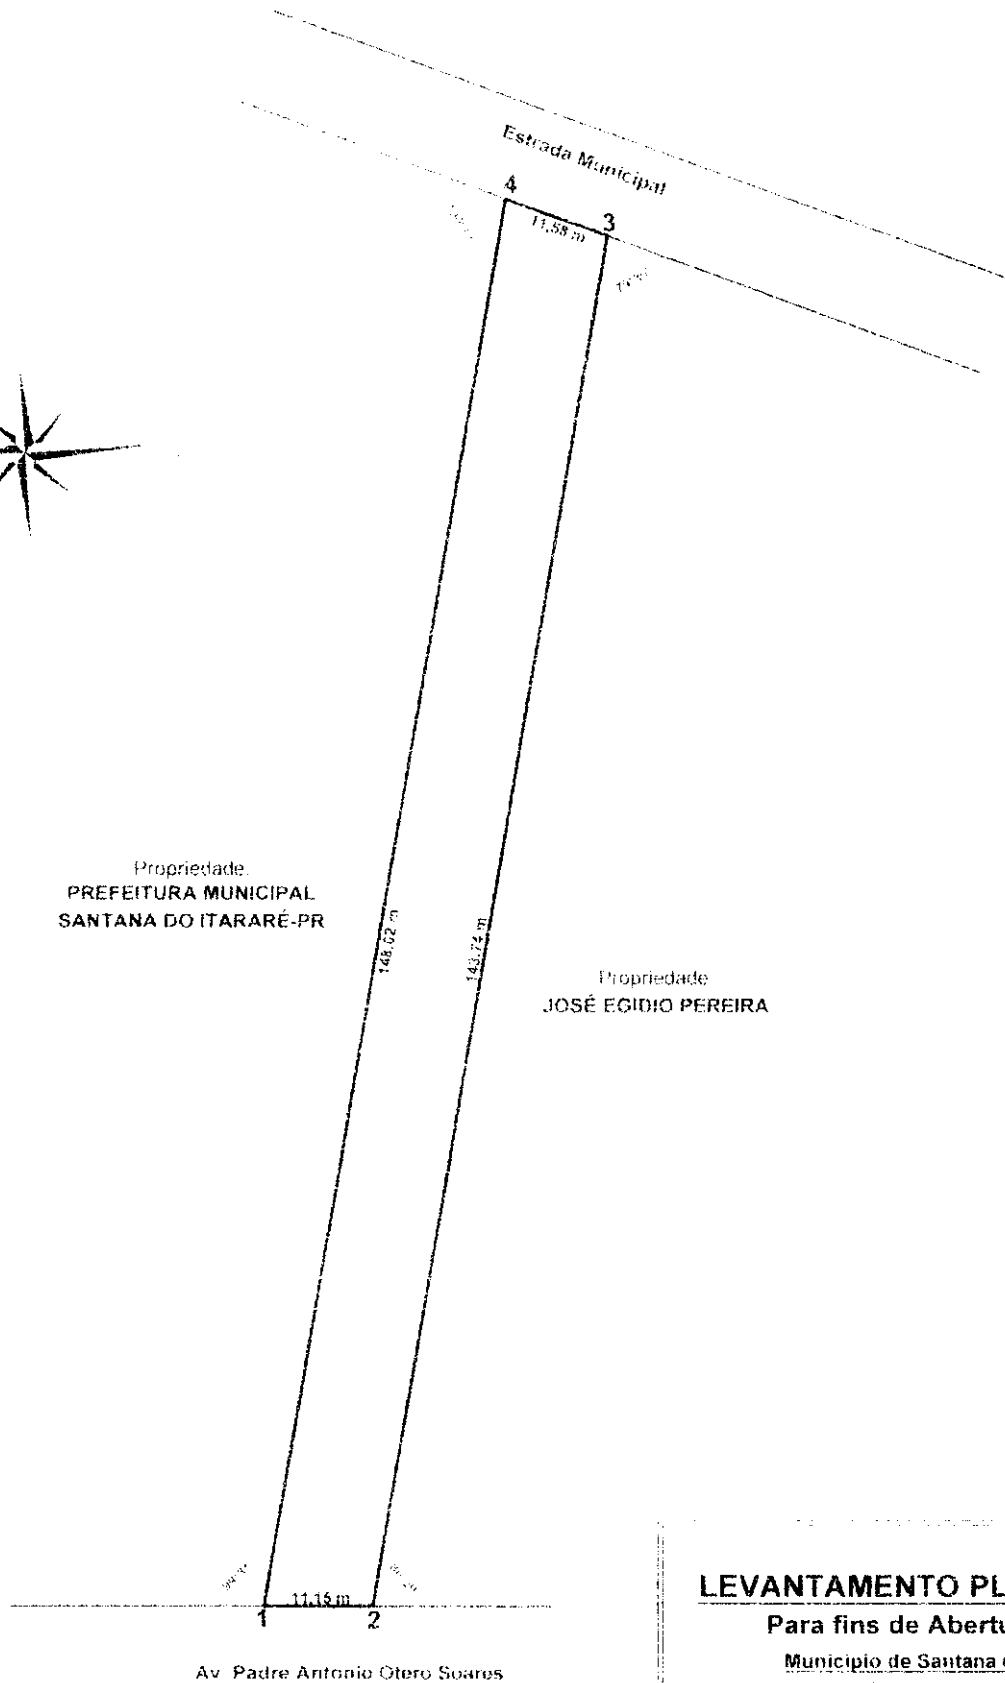 Estrada Municipal
4
3
11,58 m
Propriedade
PREFEITURA MUNICIPAL
SANTANA DO ITARARÉ-PR
148,02 m
143,74 m
Propriedade
JOSÉ EGIDIO PEREIRA
11,15 m
1
2
Av. Padre Antonio Otero Soares
LEVANTAMENTO PL
Para fins de Abertu
Municipio de Santana